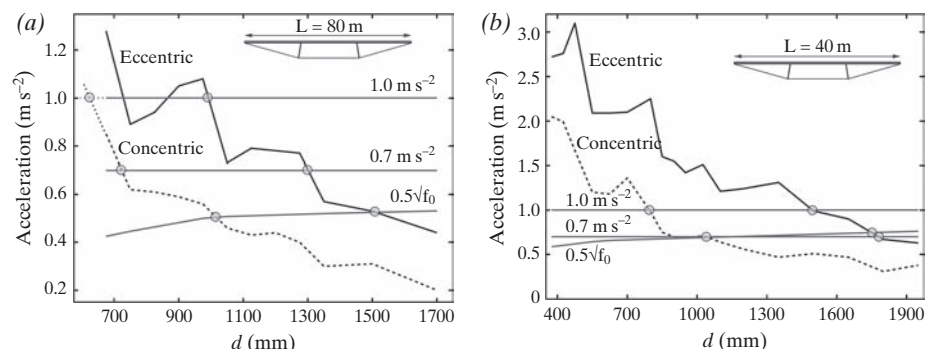 (a)
L = 80 m
Eccentric
1.0 m s⁻²
Concentric
0.7 m s⁻²
0.5√f₀
Acceleration (m s⁻²)
1.2
1.0
0.8
0.6
0.4
0.2
700 900 1100 1300 1500 1700
d (mm)
(b)
L = 40 m
Eccentric
Concentric
1.0 m s⁻²
0.7 m s⁻²
0.5√f₀
Acceleration (m s⁻²)
3.0
2.5
2.0
1.5
1.0
0.5
0
400 700 1000 1300 1600 1900
d (mm)